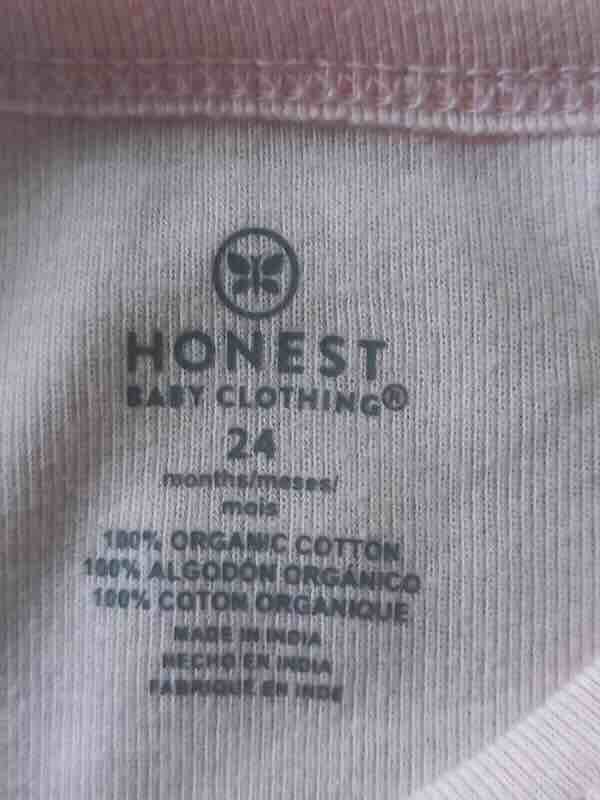 HONEST
BABY CLOTHING®
24
months/meses/
mois
100% ORGANIC COTTON
100% ALGODÓN ORGÁNICO
100% COTON ORGANIQUE
MADE IN INDIA
HECHO EN INDIA
FABRIQUÉ EN INDE